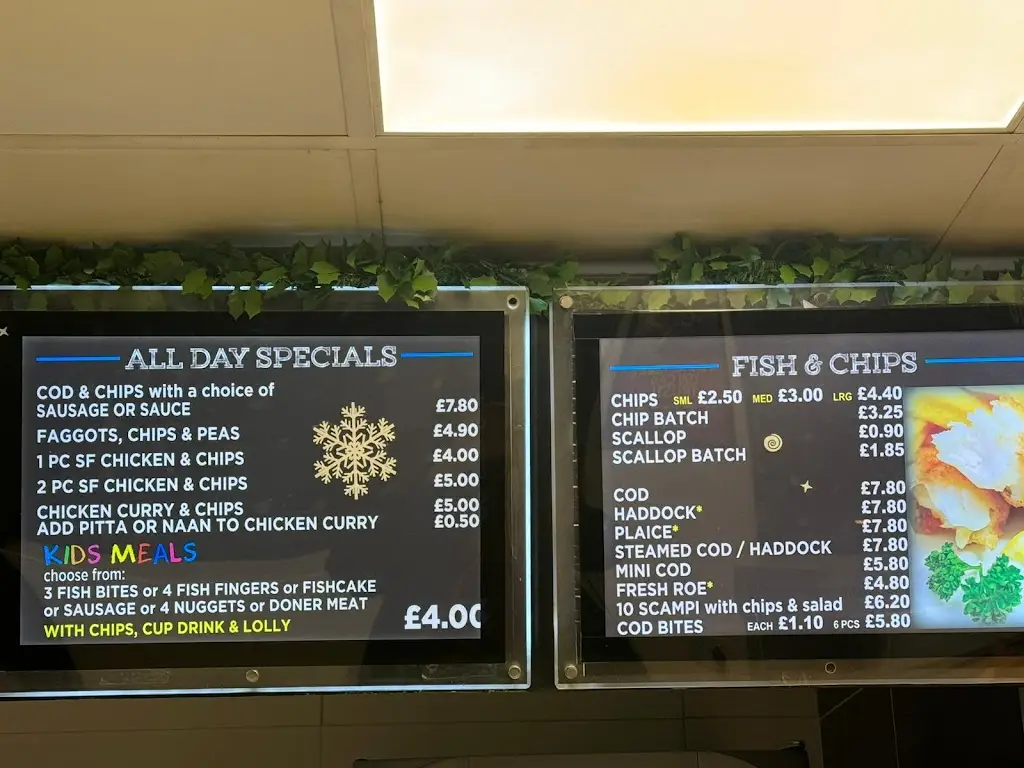 ALL DAY SPECIALS
COD & CHIPS with a choice of
SAUSAGE OR SAUCE £7.80
FAGGOTS, CHIPS & PEAS £4.90
1 PC SF CHICKEN & CHIPS £4.00
2 PC SF CHICKEN & CHIPS £5.00
CHICKEN CURRY & CHIPS £5.00
ADD PITTA OR NAAN TO CHICKEN CURRY £0.50
KIDS MEALS
choose from:
3 FISH BITES or 4 FISH FINGERS or FISHCAKE
or SAUSAGE or 4 NUGGETS or DONER MEAT
WITH CHIPS, CUP DRINK & LOLLY £4.00
FISH & CHIPS
CHIPS SML £2.50 MED £3.00 LRG £4.40
CHIP BATCH £3.25
SCALLOP £0.90
SCALLOP BATCH £1.85
COD £7.80
HADDOCK* £7.80
PLAICE* £7.80
STEAMED COD / HADDOCK £7.80
MINI COD £5.80
FRESH ROE* £4.80
10 SCAMPI with chips & salad £6.20
COD BITES EACH £1.10 6 PCS £5.80